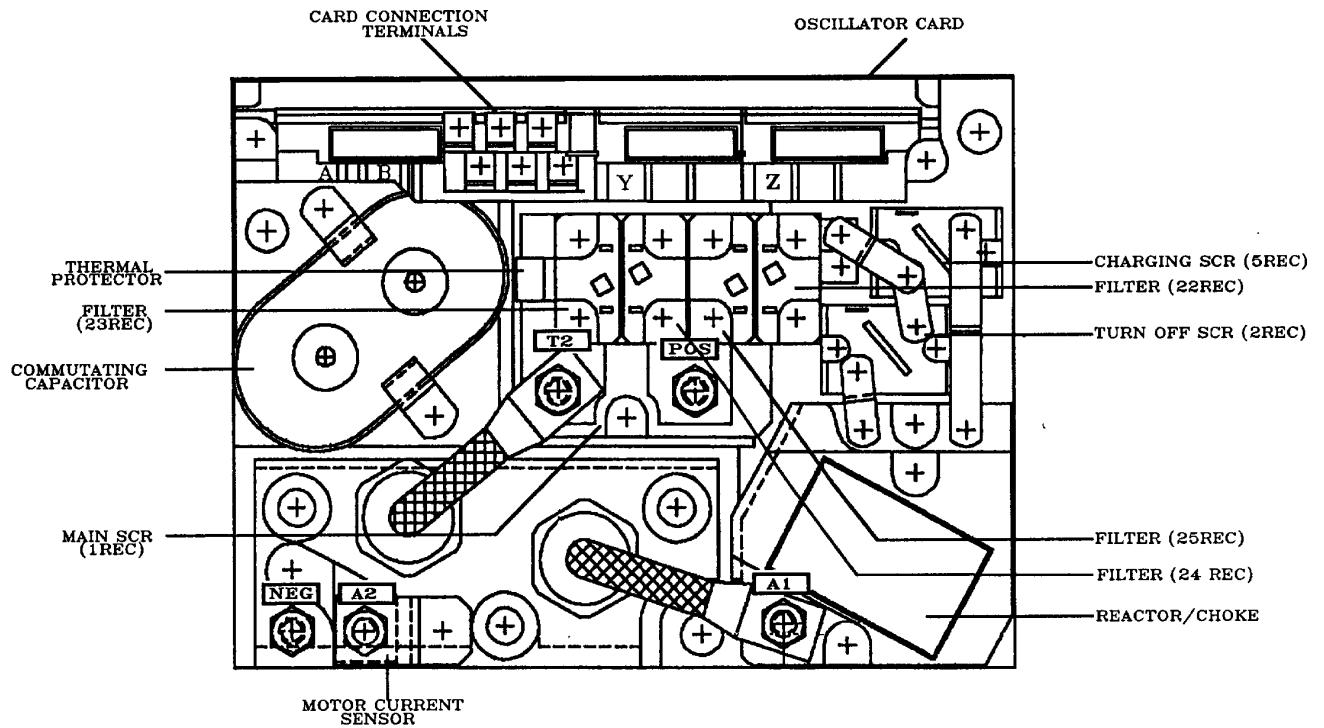 CARD CONNECTION
TERMINALS
OSCILLATOR CARD
A
B
Y
Z
THERMAL
PROTECTOR
CHARGING SCR (5REC)
FILTER (22REC)
FILTER
(23REC)
TURN OFF SCR (2REC)
T2
POS
COMMUTATING
CAPACITOR
MAIN SCR
(1REC)
FILTER (25REC)
FILTER (24 REC)
NEG
A2
A1
REACTOR/CHOKE
MOTOR CURRENT
SENSOR